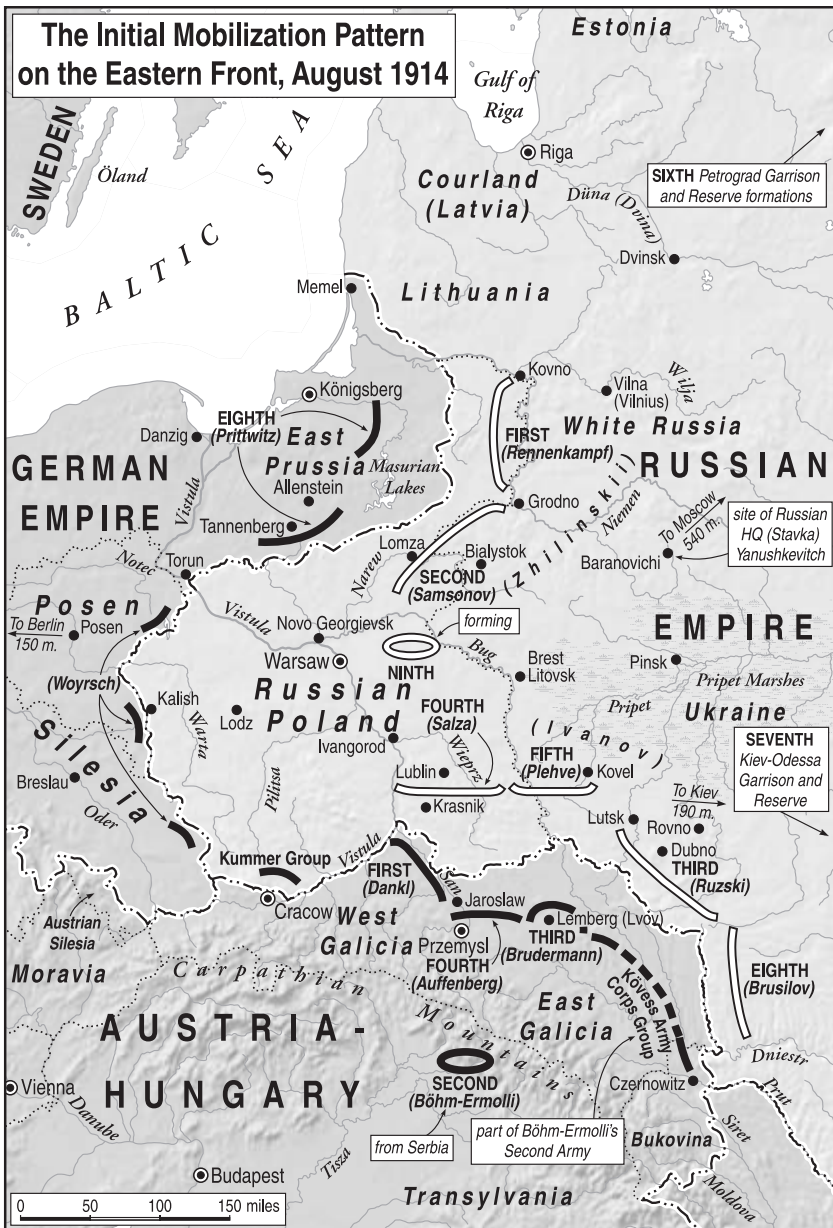 The Initial Mobilization Pattern
on the Eastern Front, August 1914
Estonia
Gulf of
Riga
SWEDEN
Öland
BALTIC SEA
Riga
Courland
(Latvia)
Düna (Dvina)
SIXTH Petrograd Garrison
and Reserve formations
Dvinsk
Memel
Lithuania
Königsberg
Kovno
Vilna
(Vilnius)
Wilja
EIGHTH
(Prittwitz)
Danzig
East
Prussia
Masurian
Lakes
FIRST
(Rennenkampf)
White Russia
GERMAN
EMPIRE
RUSSIAN
Vistula
Allenstein
Tannenberg
Grodno
Niemen
(Zhilinskii)
To Moscow
540 m.
site of Russian
HQ (Stavka)
Yanushkevitch
Baranovichi
Notec
Torun
Lomza
Narew
Bialystok
SECOND
(Samsonov)
Posen
To Berlin
150 m.
Posen
Vistula
Novo Georgievsk
forming
Bug
EMPIRE
Warsaw
NINTH
Brest
Litovsk
Pinsk
Pripet Marshes
(Woyrsch)
Kalish
Warta
Lodz
Russian
Poland
FOURTH
(Salza)
Pripet
Ukraine
(Ivanov)
Ivangorod
Wieprz
FIFTH
(Plehve)
Kovel
SEVENTH
Kiev-Odessa
Garrison and
Reserve
Silesia
Breslau
Oder
Pilitsa
Lublin
Krasnik
To Kiev
190 m.
Lutsk
Rovno
Dubno
THIRD
(Ruzski)
Kummer Group
Vistula
FIRST
(Dankl)
San
Jaroslaw
Lemberg (Lvov)
Cracow
West
Galicia
Przemysl
THIRD
(Brudermann)
Austrian
Silesia
Moravia
Carpathian Mountains
FOURTH
(Auffenberg)
East
Galicia
Kövess Army
Corps Group
EIGHTH
(Brusilov)
AUSTRIA-
HUNGARY
Dniestr
Prut
SECOND
(Böhm-Ermolli)
Czernowitz
Vienna
Danube
from Serbia
part of Böhm-Ermolli's
Second Army
Bukovina
Siret
Tisza
Budapest
Transylvania
Moldova
0 50 100 150 miles